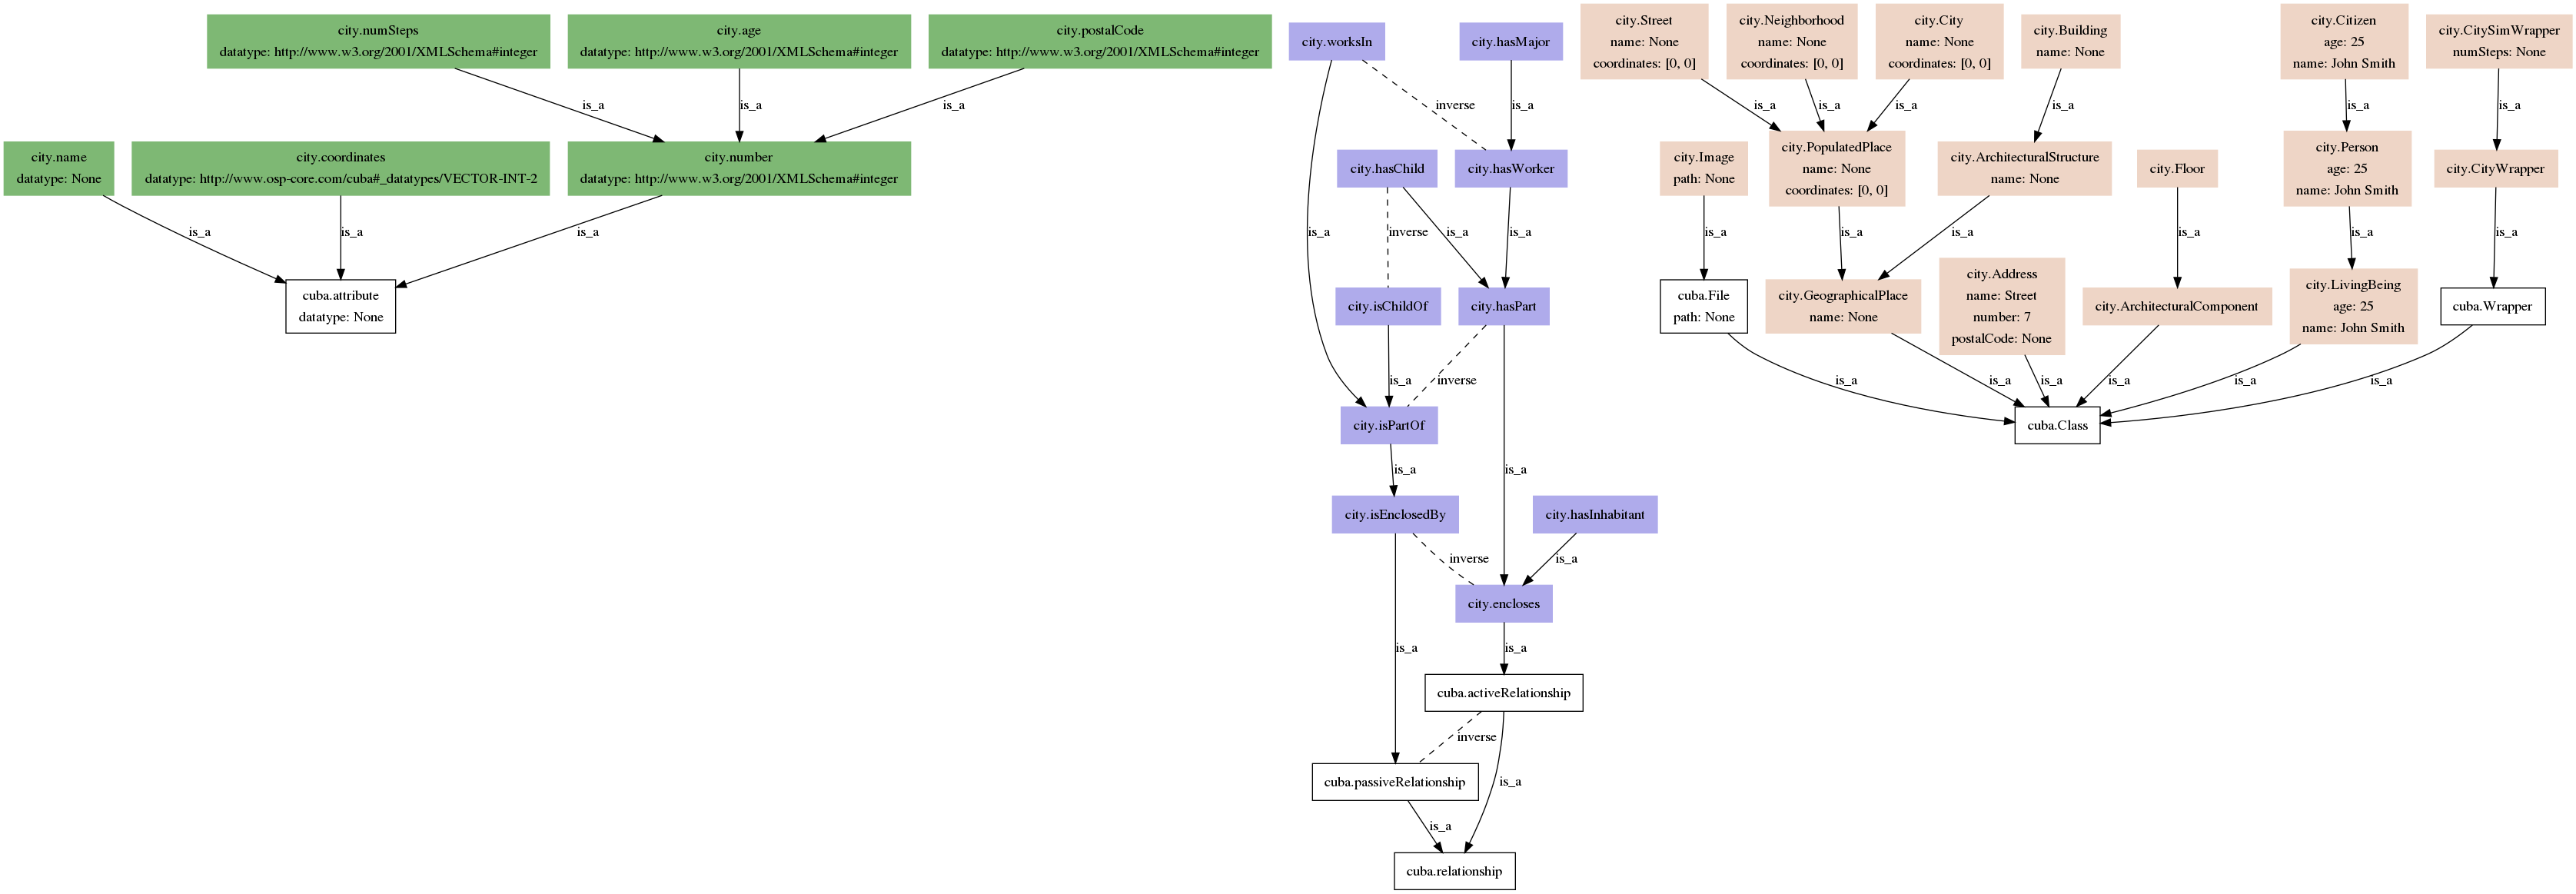 city.numSteps
datatype: http://www.w3.org/2001/XMLSchema#integer
city.age
datatype: http://www.w3.org/2001/XMLSchema#integer
city.postalCode
datatype: http://www.w3.org/2001/XMLSchema#integer
is_a
is_a
is_a
city.name
datatype: None
city.coordinates
datatype: http://www.osp-core.com/cuba#_datatypes/VECTOR-INT-2
city.number
datatype: http://www.w3.org/2001/XMLSchema#integer
is_a
is_a
is_a
cuba.attribute
datatype: None
city.worksIn
city.hasMajor
inverse
is_a
city.hasChild
city.hasWorker
is_a
inverse
is_a
is_a
city.isChildOf
city.hasPart
is_a
inverse
city.isPartOf
is_a
is_a
city.isEnclosedBy
city.hasInhabitant
inverse
is_a
city.encloses
is_a
is_a
cuba.activeRelationship
inverse
cuba.passiveRelationship
is_a
is_a
cuba.relationship
city.Street
name: None
coordinates: [0, 0]
city.Neighborhood
name: None
coordinates: [0, 0]
city.City
name: None
coordinates: [0, 0]
city.Building
name: None
city.Citizen
age: 25
name: John Smith
city.CitySimWrapper
numSteps: None
is_a
is_a
is_a
is_a
is_a
is_a
city.Image
path: None
city.PopulatedPlace
name: None
coordinates: [0, 0]
city.ArchitecturalStructure
name: None
city.Floor
city.Person
age: 25
name: John Smith
city.CityWrapper
is_a
is_a
is_a
is_a
is_a
is_a
cuba.File
path: None
city.GeographicalPlace
name: None
city.Address
name: Street
number: 7
postalCode: None
city.ArchitecturalComponent
city.LivingBeing
age: 25
name: John Smith
cuba.Wrapper
is_a
is_a
is_a
is_a
is_a
is_a
cuba.Class